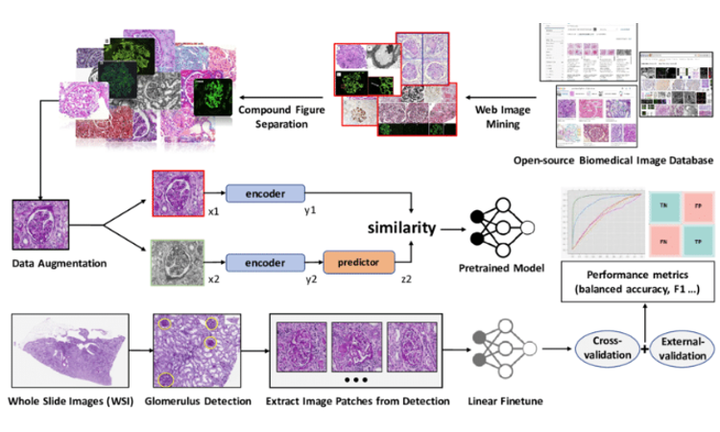 Compound Figure
Separation
Web Image
Mining
Open-source Biomedical Image Database
Data Augmentation
x1
encoder
y1
similarity
x2
encoder
y2
predictor
z2
Pretrained Model
TN
FP
FN
TP
Performance metrics
(balanced accuracy, F1 ...)
Whole Slide Images (WSI)
Glomerulus Detection
Extract Image Patches from Detection
Linear Finetune
Cross-
validation
+
External-
validation